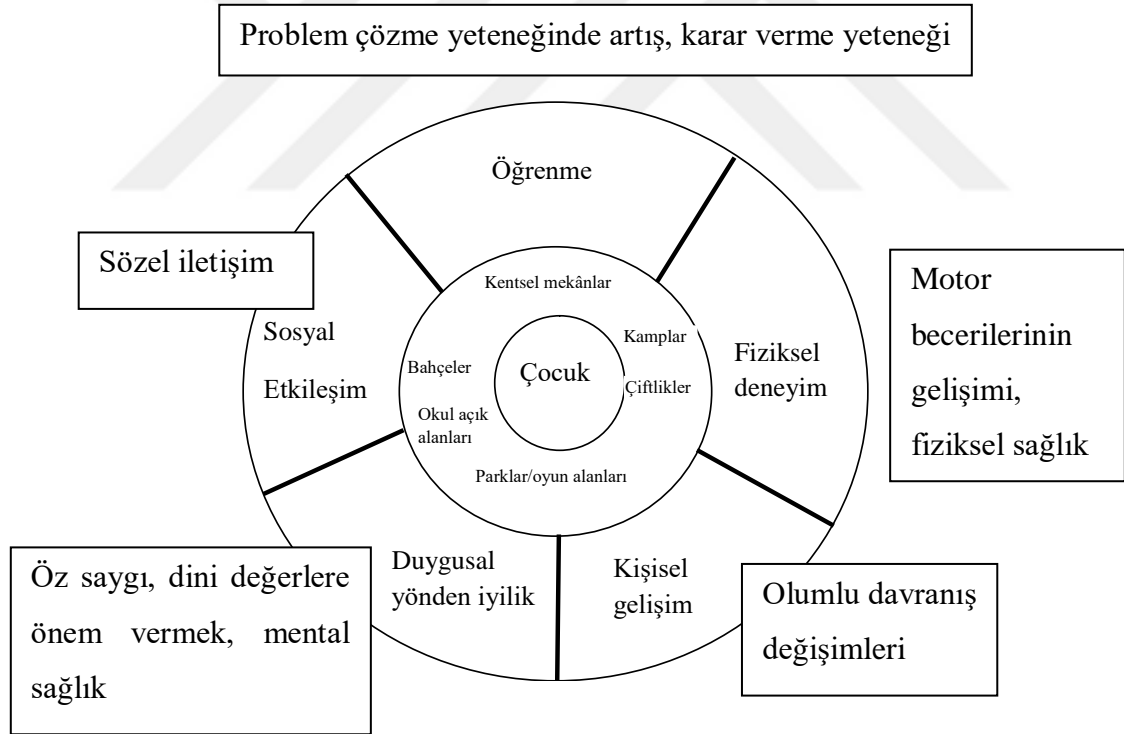 Problem çözme yeteneğinde artış, karar verme yeteneği
Öğrenme
Sözel iletişim
Sosyal
Etkileşim
Kentsel mekânlar
Kamplar
Bahçeler
Çocuk
Çiftlikler
Okul açık
alanları
Parklar/oyun alanları
Fiziksel
deneyim
Motor
becerilerinin
gelişimi,
fiziksel sağlık
Duygusal
yönden iyilik
Kişisel
gelişim
Öz saygı, dini değerlere
önem vermek, mental
sağlık
Olumlu davranış
değişimleri